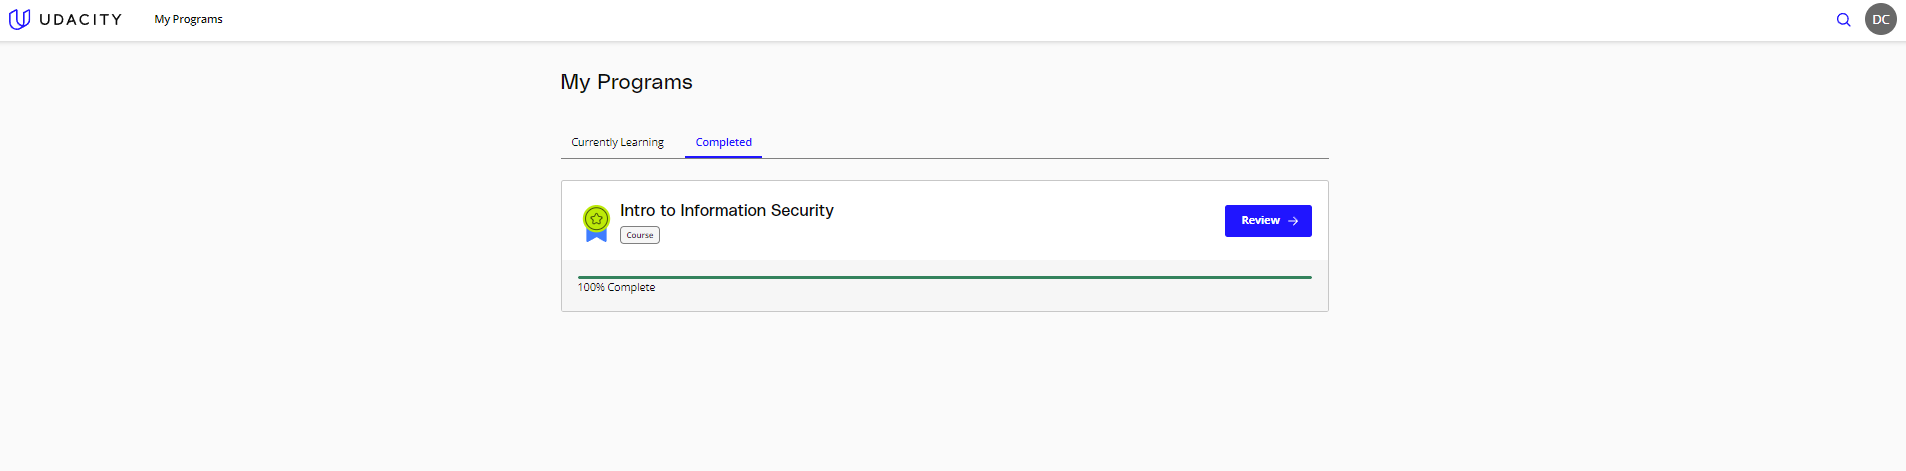 UDACITY My Programs DC
My Programs
Currently Learning Completed
Intro to Information Security
Course
Review
100% Complete